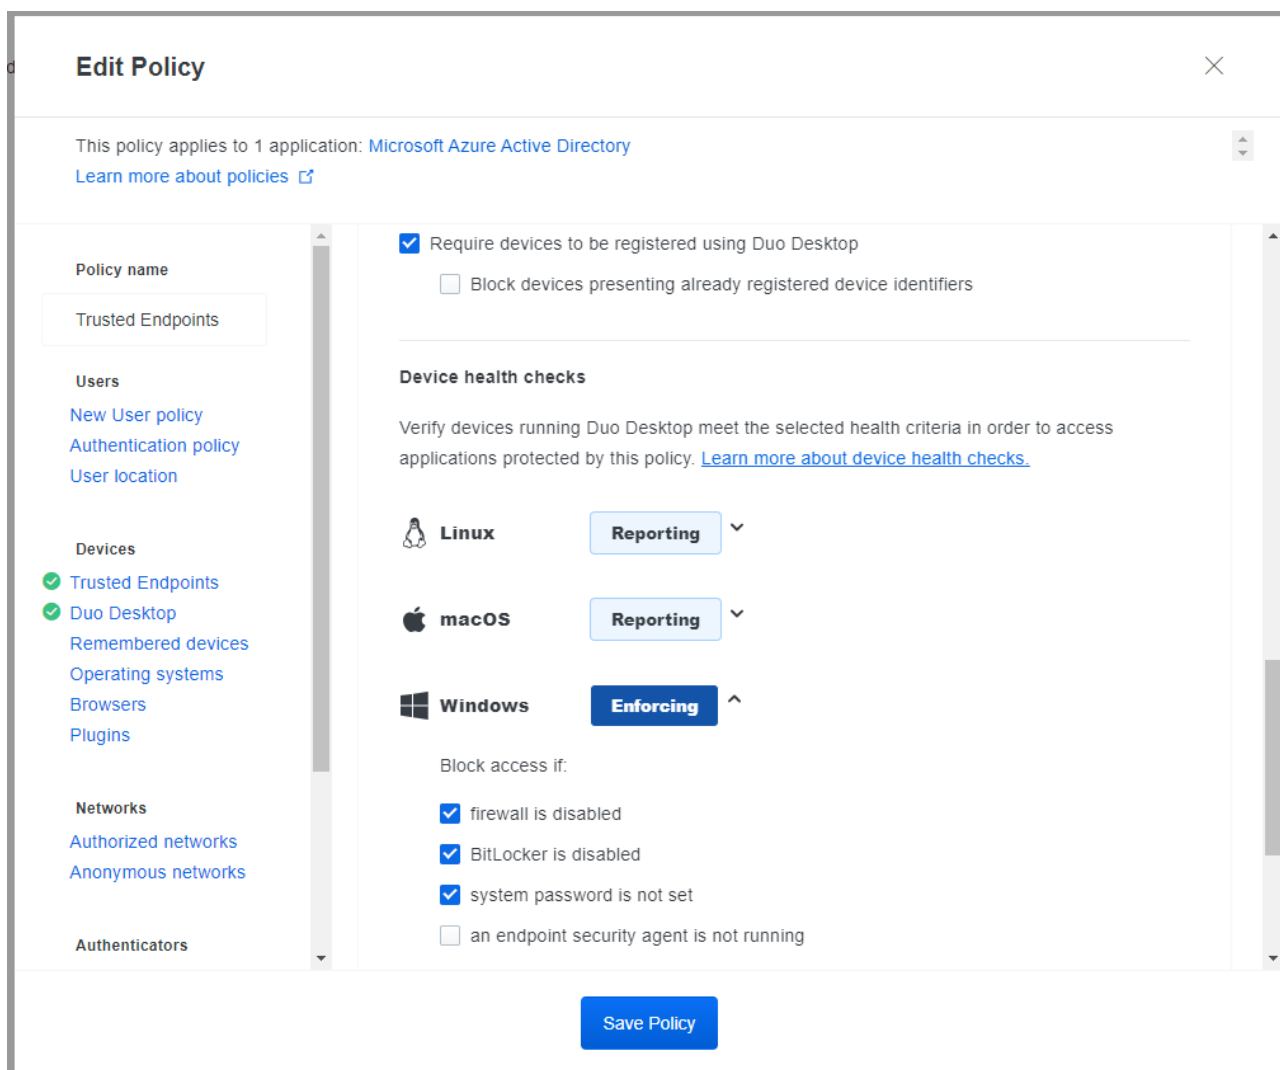 Edit Policy
This policy applies to 1 application: Microsoft Azure Active Directory
Learn more about policies
Policy name
Trusted Endpoints
Users
New User policy
Authentication policy
User location
Devices
Trusted Endpoints
Duo Desktop
Remembered devices
Operating systems
Browsers
Plugins
Networks
Authorized networks
Anonymous networks
Authenticators
Require devices to be registered using Duo Desktop
Block devices presenting already registered device identifiers
Device health checks
Verify devices running Duo Desktop meet the selected health criteria in order to access
applications protected by this policy. Learn more about device health checks.
Linux Reporting
macOS Reporting
Windows Enforcing
Block access if:
firewall is disabled
BitLocker is disabled
system password is not set
an endpoint security agent is not running
Save Policy